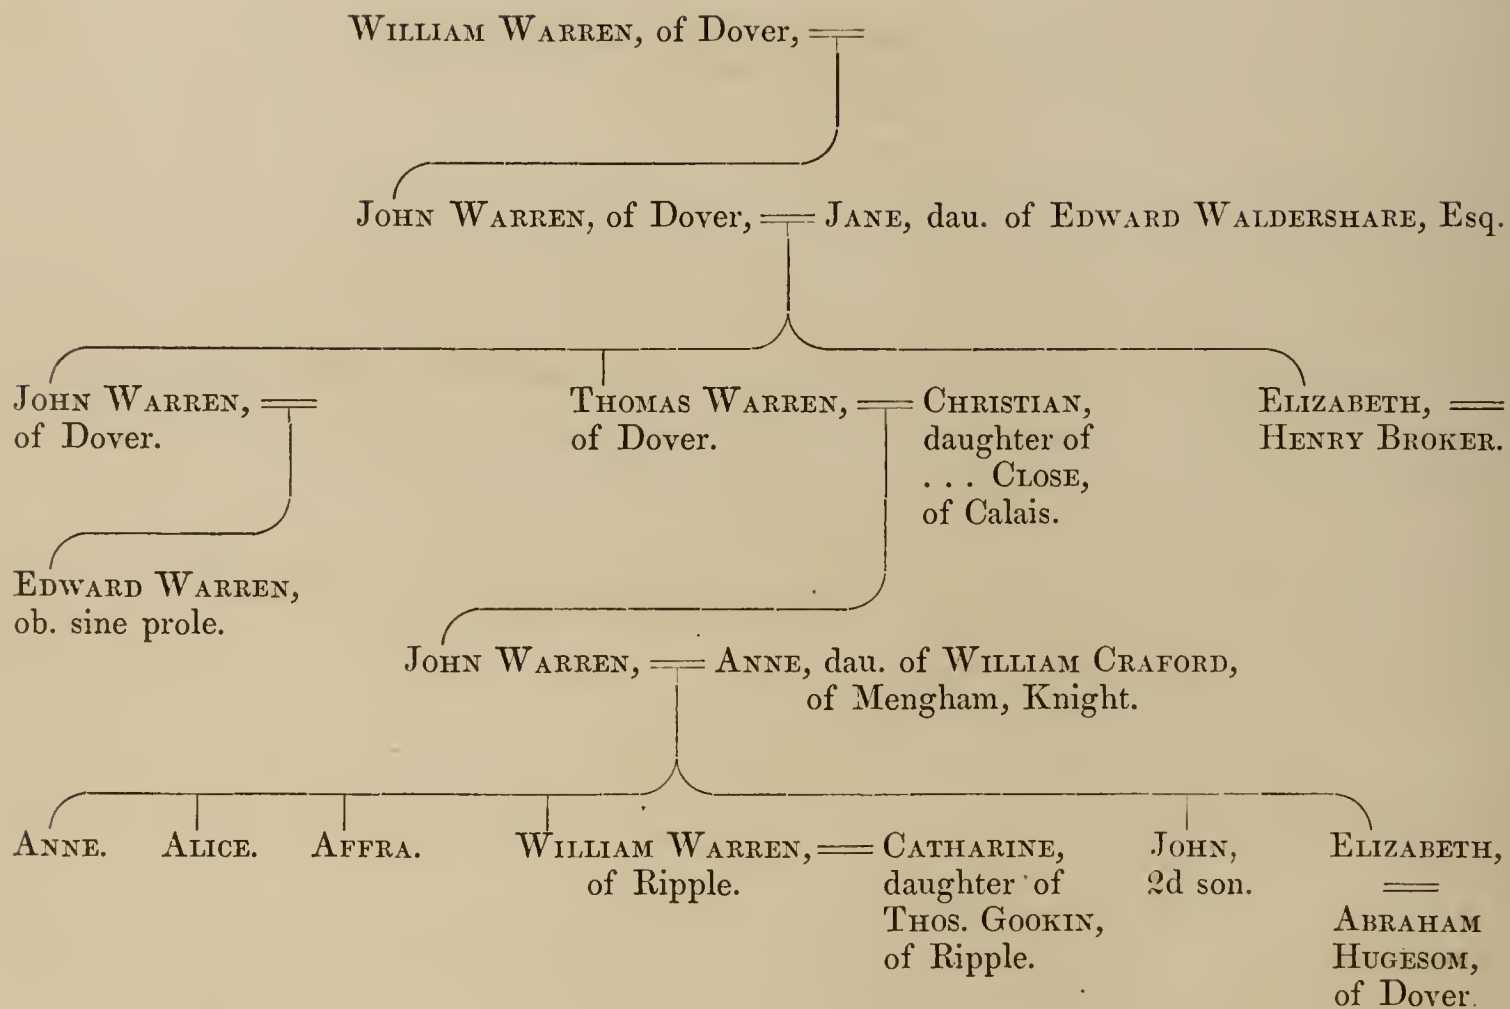 WILLIAM WARREN, of Dover,
JOHN WARREN, of Dover, JANE, dau. of EDWARD WALDERSHARE, Esq.
JOHN WARREN,
of Dover.
THOMAS WARREN,
of Dover.
CHRISTIAN,
daughter of
... CLOSE,
of Calais.
ELIZABETH,
HENRY BROKER.
EDWARD WARREN,
ob. sine prole.
JOHN WARREN, ANNE, dau. of WILLIAM CRAFORD,
of Mengham, Knight.
ANNE.
ALICE.
AFFRA.
WILLIAM WARREN,
of Ripple.
CATHARINE,
daughter of
THOS. GOOKIN,
of Ripple.
JOHN,
2d son.
ELIZABETH,
ABRAHAM
HUGESOM,
of Dover.